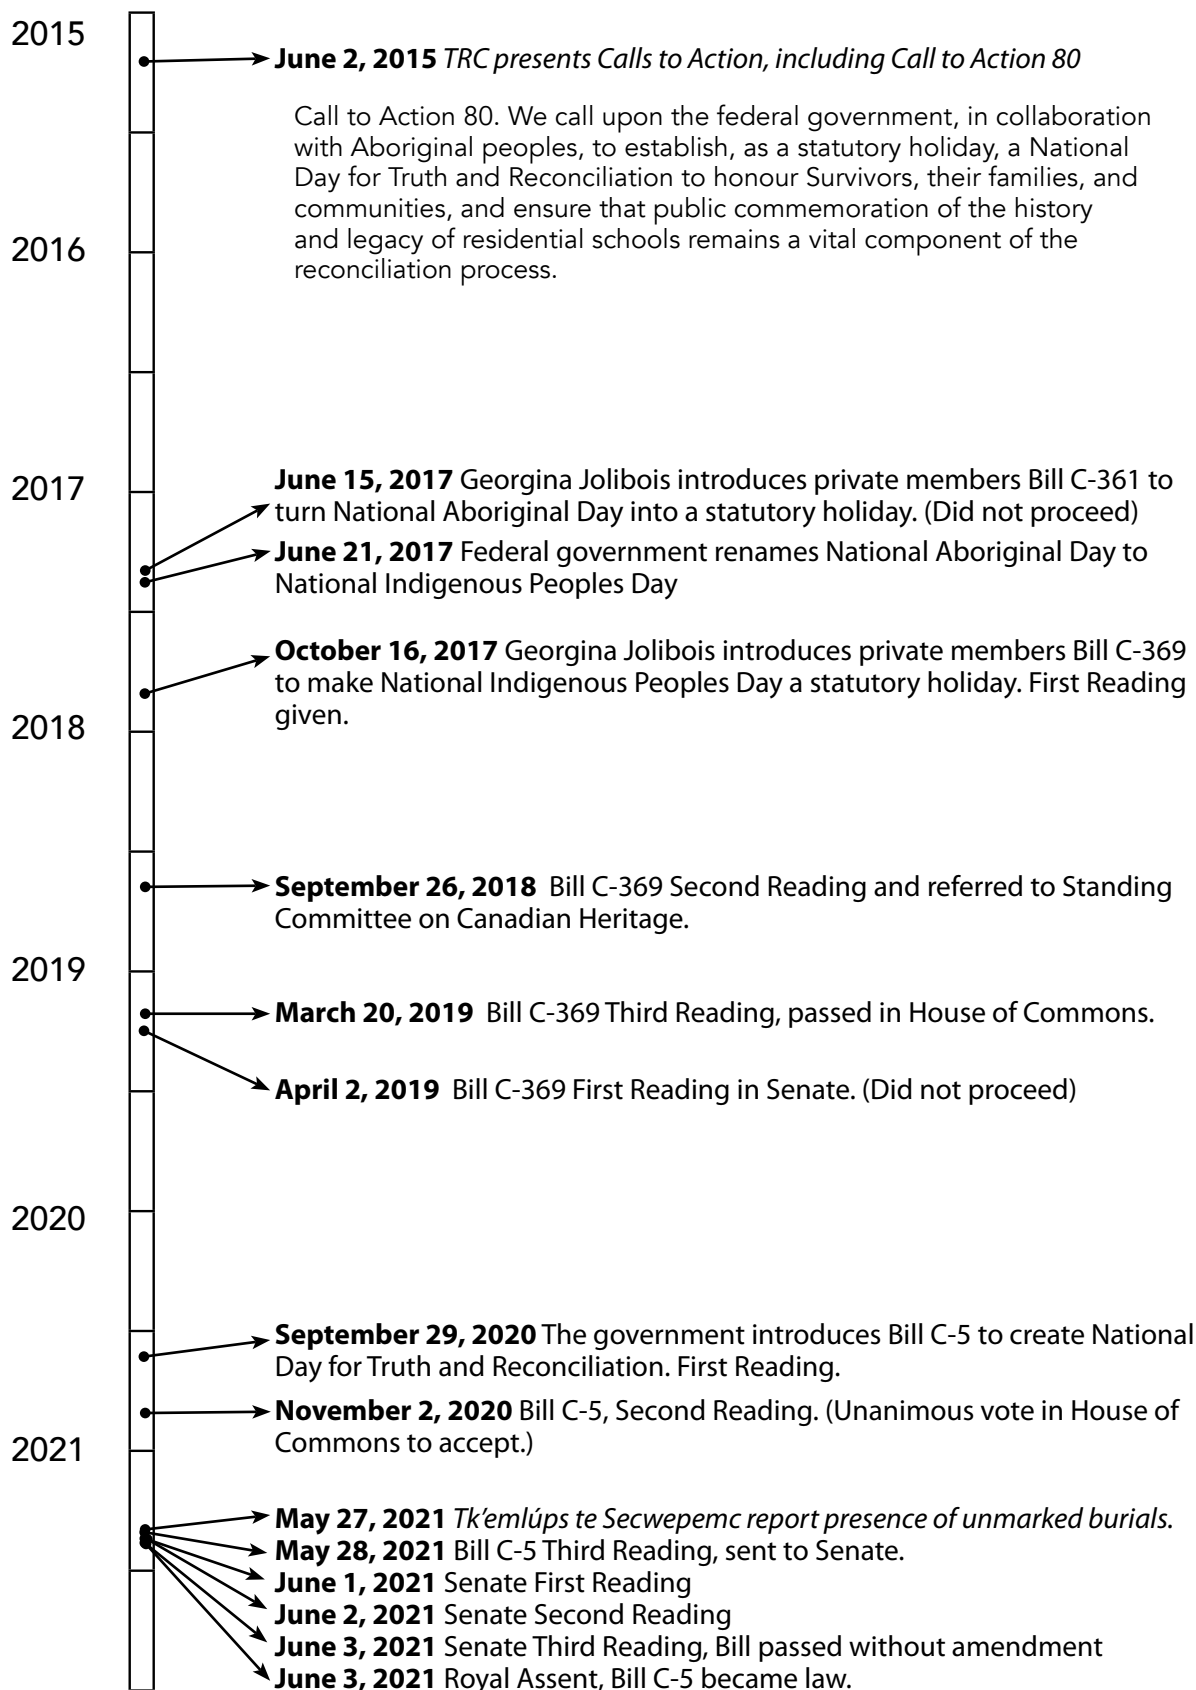 2015
June 2, 2015 TRC presents Calls to Action, including Call to Action 80
Call to Action 80. We call upon the federal government, in collaboration
with Aboriginal peoples, to establish, as a statutory holiday, a National
Day for Truth and Reconciliation to honour Survivors, their families, and
communities, and ensure that public commemoration of the history
and legacy of residential schools remains a vital component of the
reconciliation process.
2016
2017
June 15, 2017 Georgina Jolibois introduces private members Bill C-361 to
turn National Aboriginal Day into a statutory holiday. (Did not proceed)
June 21, 2017 Federal government renames National Aboriginal Day to
National Indigenous Peoples Day
October 16, 2017 Georgina Jolibois introduces private members Bill C-369
to make National Indigenous Peoples Day a statutory holiday. First Reading
given.
2018
September 26, 2018 Bill C-369 Second Reading and referred to Standing
Committee on Canadian Heritage.
2019
March 20, 2019 Bill C-369 Third Reading, passed in House of Commons.
April 2, 2019 Bill C-369 First Reading in Senate. (Did not proceed)
2020
September 29, 2020 The government introduces Bill C-5 to create National
Day for Truth and Reconciliation. First Reading.
November 2, 2020 Bill C-5, Second Reading. (Unanimous vote in House of
Commons to accept.)
2021
May 27, 2021 Tk'emlúps te Secwepemc report presence of unmarked burials.
May 28, 2021 Bill C-5 Third Reading, sent to Senate.
June 1, 2021 Senate First Reading
June 2, 2021 Senate Second Reading
June 3, 2021 Senate Third Reading, Bill passed without amendment
June 3, 2021 Royal Assent, Bill C-5 became law.